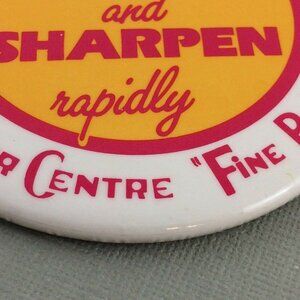 and
SHARPEN
rapidly
R CENTRE "FINE